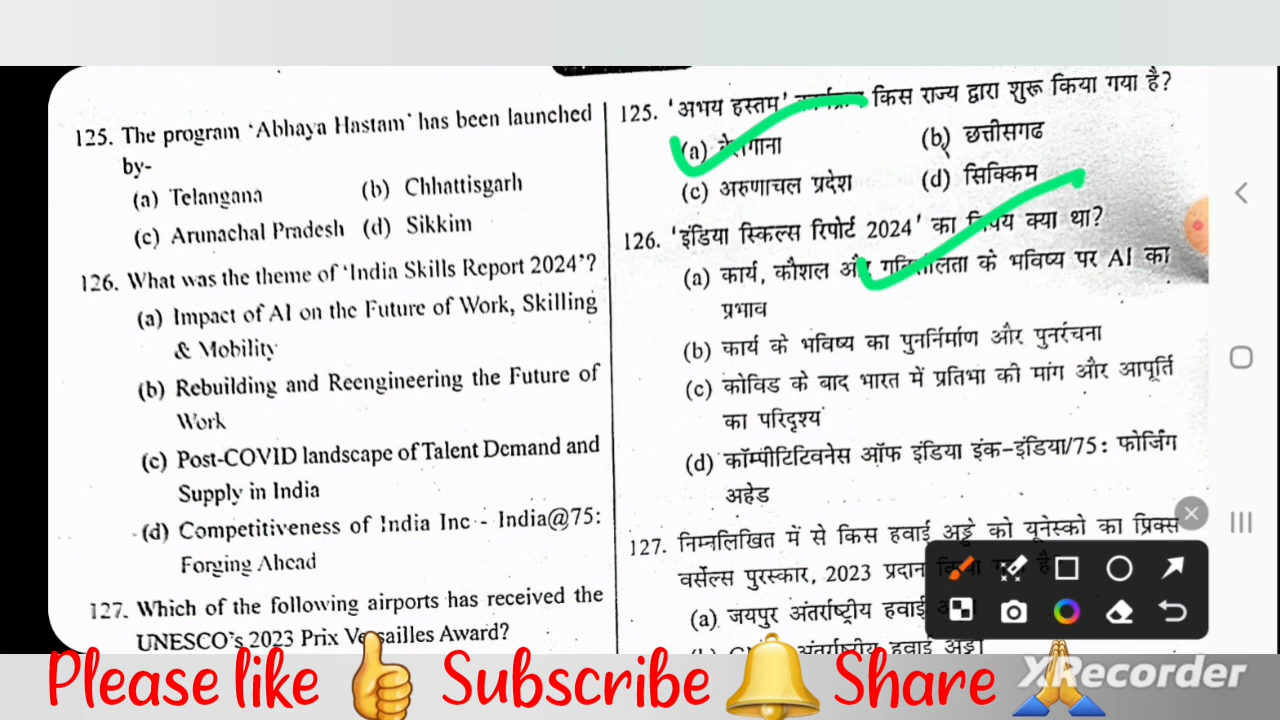 125. The program 'Abhaya Hastam' has been launched
by-
(a) Telangana (b) Chhattisgarh
(c) Arunachal Pradesh (d) Sikkim
126. What was the theme of 'India Skills Report 2024'?
(a) Impact of AI on the Future of Work, Skilling
& Mobility
(b) Rebuilding and Reengineering the Future of
Work
(c) Post-COVID landscape of Talent Demand and
Supply in India
(d) Competitiveness of India Inc - India@75:
Forging Ahead
127. Which of the following airports has received the
UNESCO's 2023 Prix Versailles Award?
125. 'अभय हस्तम' किस राज्य द्वारा शुरू किया गया है?
(a) (b) छत्तीसगढ
(c) अरुणाचल प्रदेश (d) सिक्किम
126. 'इंडिया स्किल्स रिपोर्ट 2024' का विषय क्या था?
(a) कार्य, कौशल और गतिशीलता के भविष्य पर AI का
प्रभाव
(b) कार्य के भविष्य का पुनर्निर्माण और पुनर्रचना
(c) कोविड के बाद भारत में प्रतिभा की मांग और आपूर्ति
का परिदृश्य
(d) कॉम्पीटिटिवनेस ऑफ इंडिया इंक-इंडिया/75: फोर्जिंग
अहेड
127. निम्नलिखित में से किस हवाई अड्डे को यूनेस्को का प्रिक्स
वर्सेल्स पुरस्कार, 2023 प्रदान किया
(a) जयपुर अंतर्राष्ट्रीय हवाई
अंतर्राष्ट्रीय हवाई अड्डा
Please like Subscribe Share
XRecorder